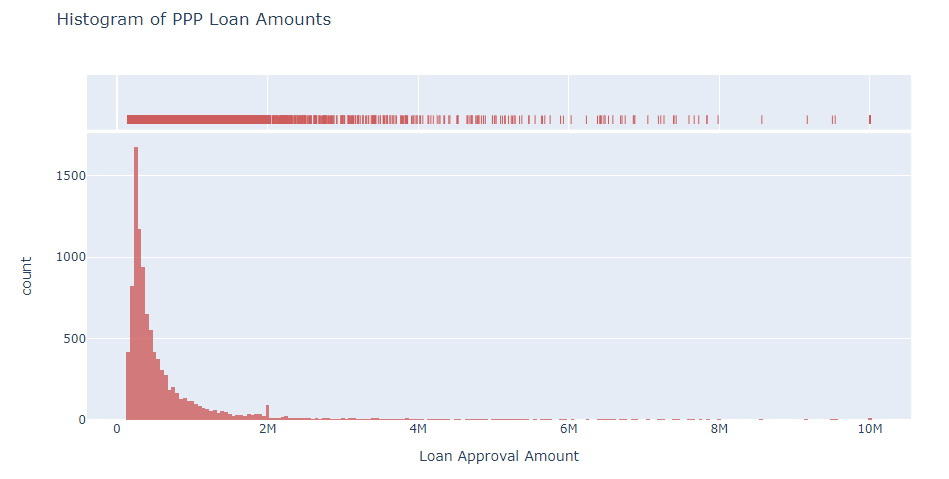 Histogram of PPP Loan Amounts
1500
1000
500
0
count
0 2M 4M 6M 8M 10M
Loan Approval Amount